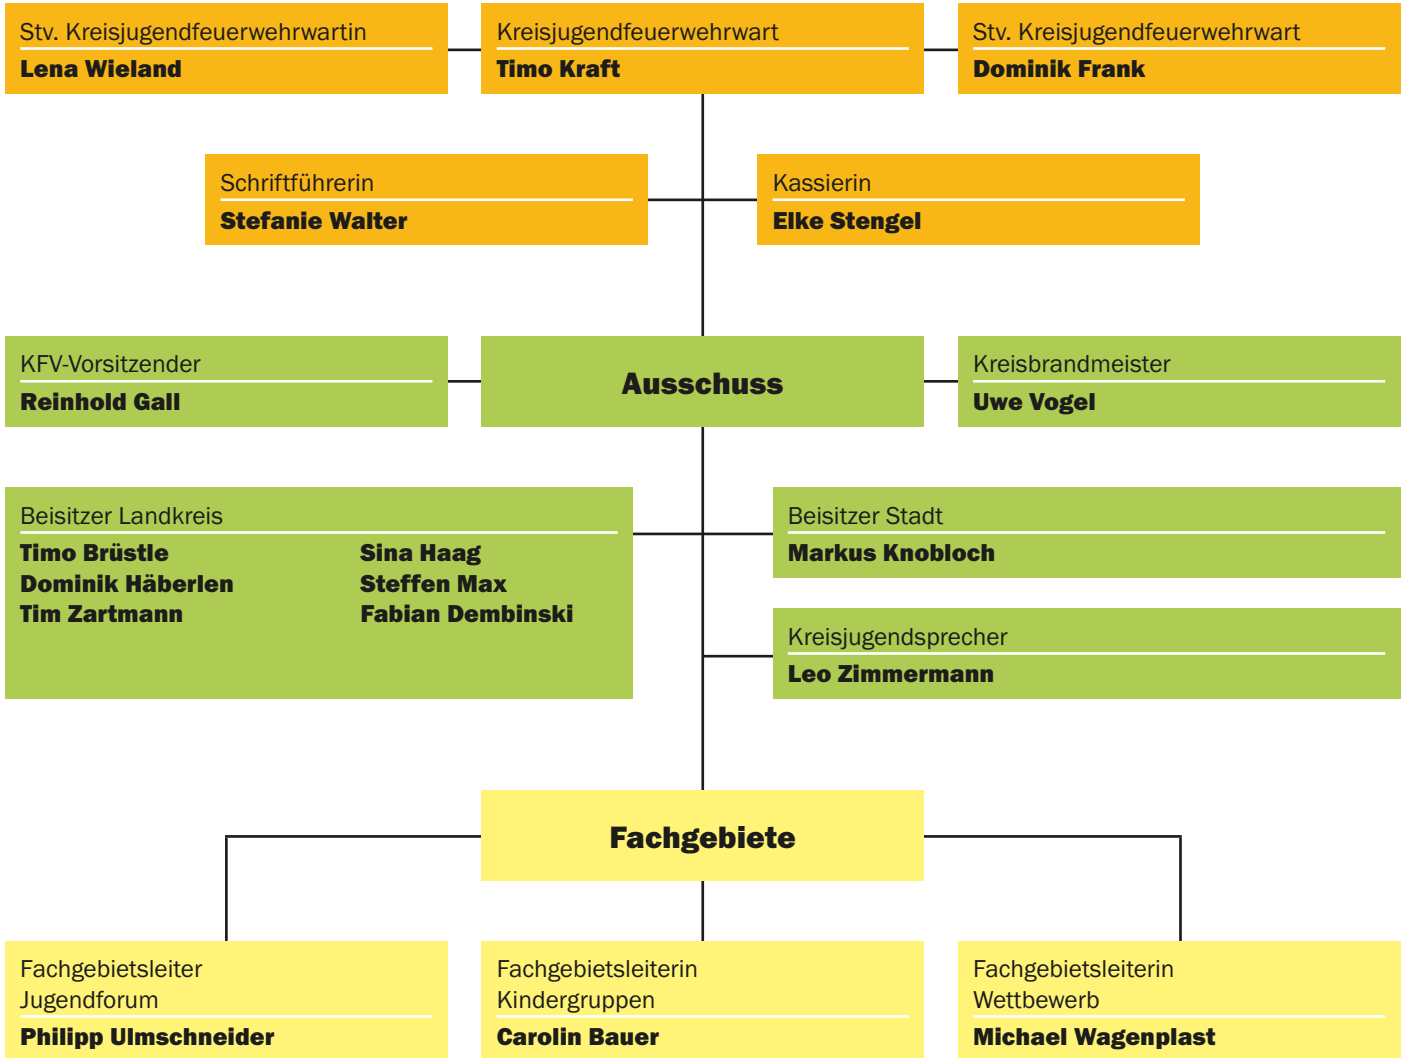 Stv. Kreisjugendfeuerwehrwartin
Lena Wieland
Kreisjugendfeuerwehrwart
Timo Kraft
Stv. Kreisjugendfeuerwehrwart
Dominik Frank
Schriftführerin
Stefanie Walter
Kassierin
Elke Stengel
KFV-Vorsitzender
Reinhold Gall
Ausschuss
Kreisbrandmeister
Uwe Vogel
Beisitzer Landkreis
Timo Brüstle
Dominik Häberlen
Tim Zartmann
Sina Haag
Steffen Max
Fabian Dembinski
Beisitzer Stadt
Markus Knobloch
Kreisjugendsprecher
Leo Zimmermann
Fachgebiete
Fachgebietsleiter
Jugendforum
Philipp Ulmschneider
Fachgebietsleiterin
Kindergruppen
Carolin Bauer
Fachgebietsleiterin
Wettbewerb
Michael Wagenplast